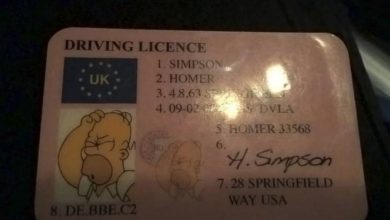 DRIVING LICENCE
UK
1. SIMPSON
2. HOMER
3. 4.8.63
4. 09-02- DVLA
5. HOMER 33568
6.
H. Simpson
7. 28 SPRINGFIELD
WAY USA
8. DE.BBE.C2